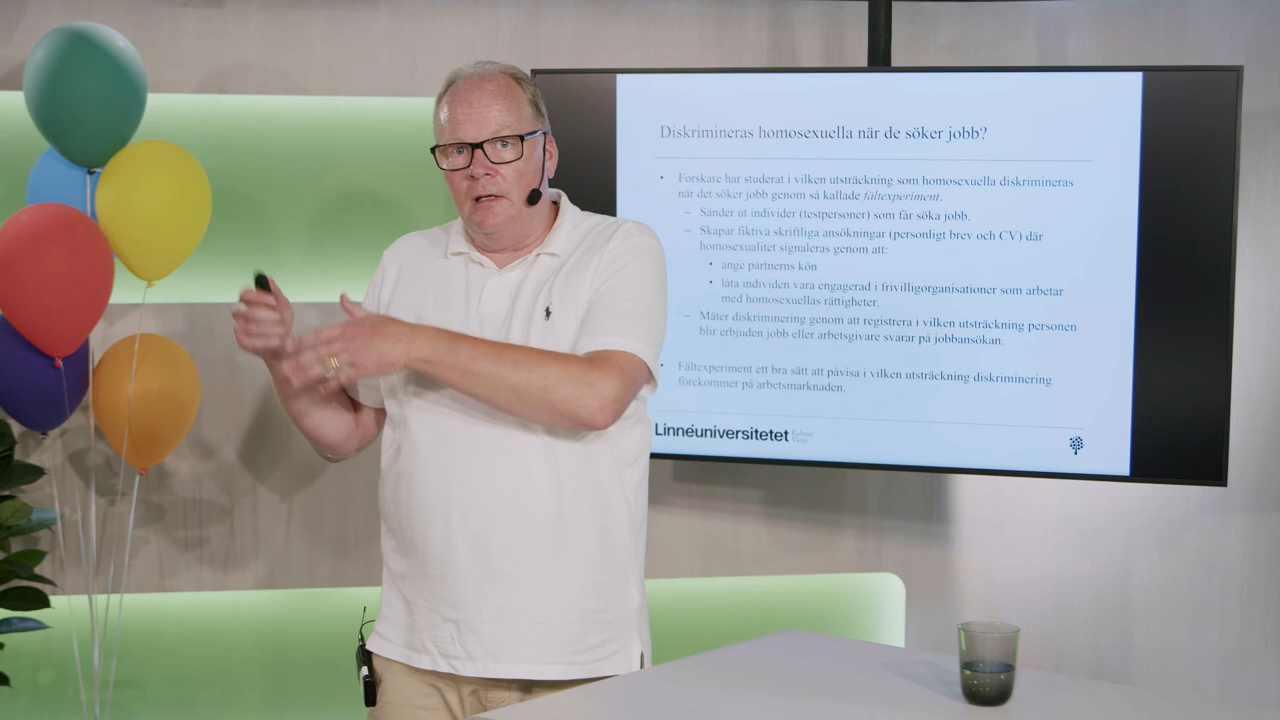 Diskrimineras homosexuella när de söker jobb?
• Forskare har studerat i vilken utsträckning som homosexuella diskrimineras
när det söker jobb genom så kallade fältexperiment.
– Sänder ut individer (testpersoner) som får söka jobb.
– Skapar fiktiva skriftliga ansökningar (personligt brev och CV) där
homosexualitet signaleras genom att:
• ange partnerns kön
• låta individen vara engagerad i frivilligorganisationer som arbetar
med homosexuellas rättigheter.
– Mäter diskriminering genom att registrera i vilken utsträckning personen
blir erbjuden jobb eller arbetsgivare svarar på jobbansökan.
• Fältexperiment ett bra sätt att påvisa i vilken utsträckning diskriminering
förekommer på arbetsmarknaden.
Linnéuniversitetet
Kalmar
Växjö